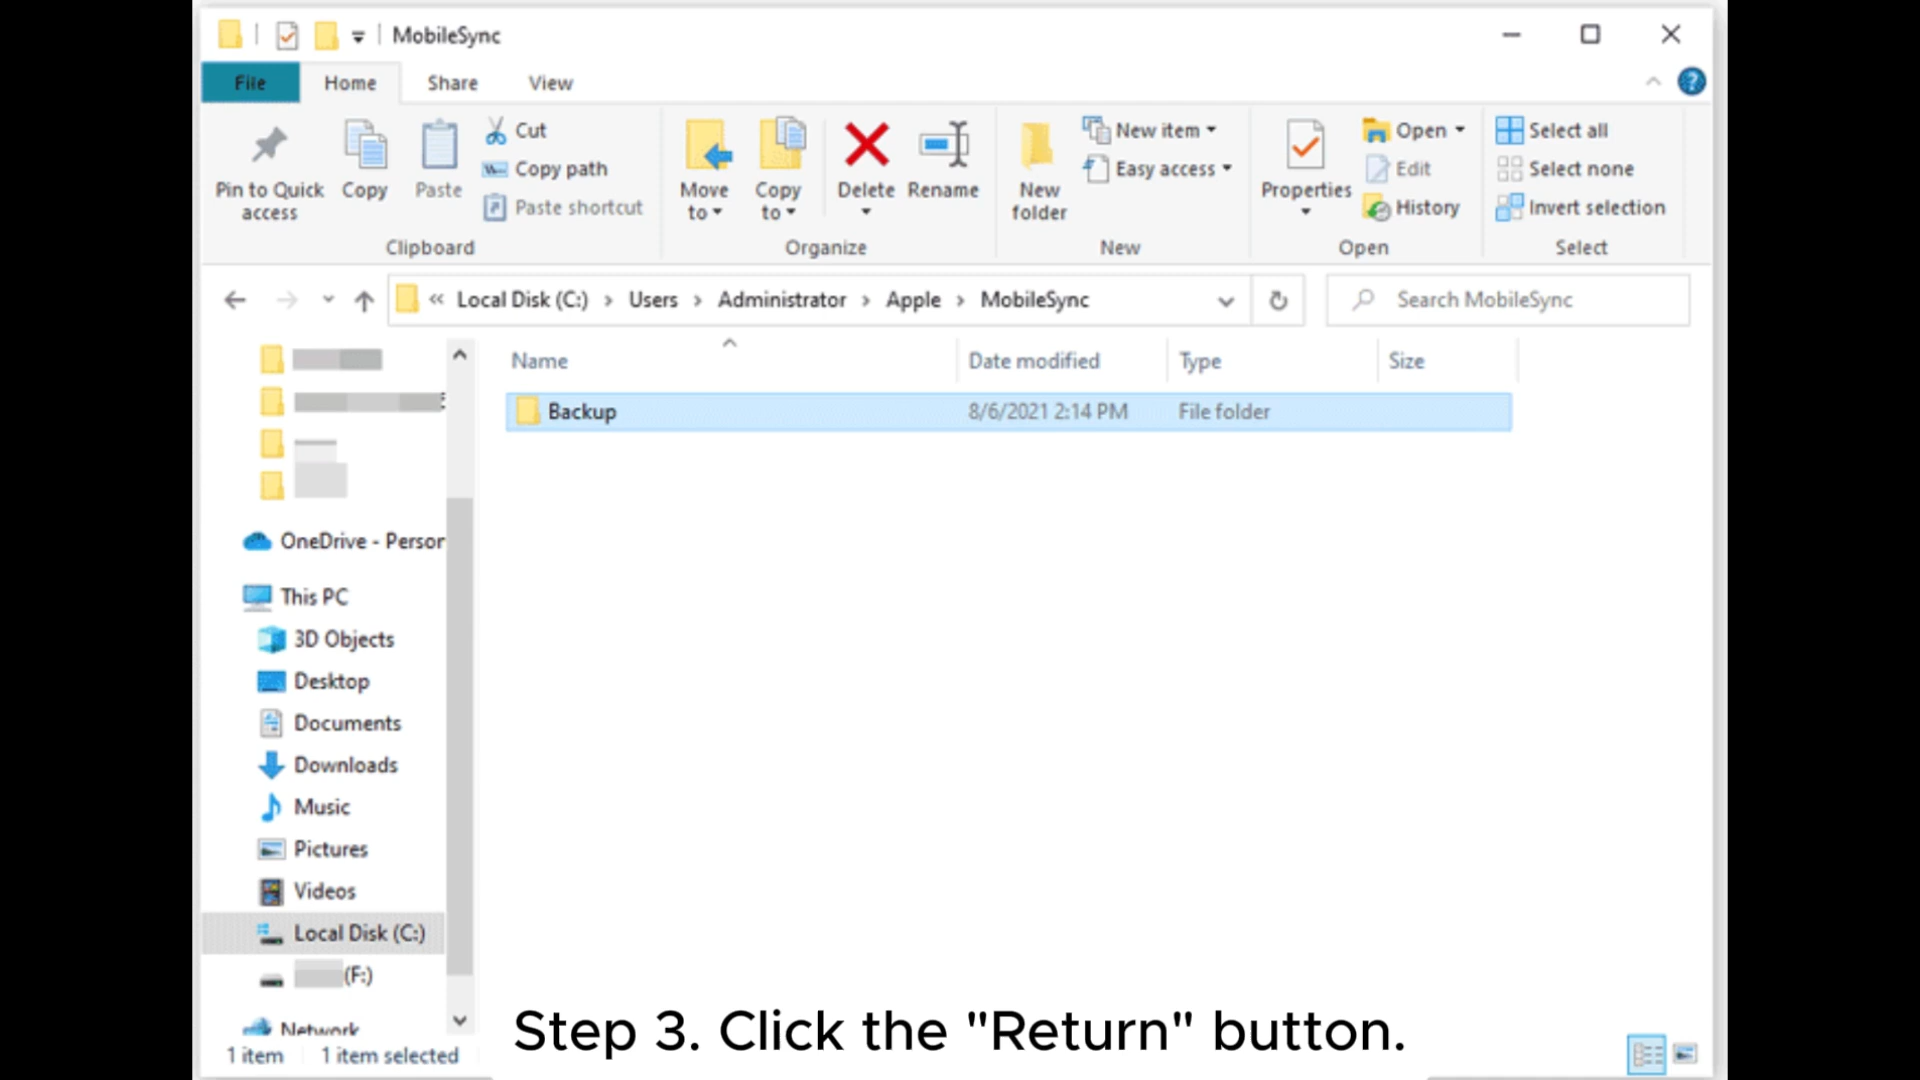 MobileSync
File Home Share View
Pin to Quick
access
Copy
Paste
Cut
Copy path
Paste shortcut
Clipboard
Move
to
Copy
to
Delete
Rename
Organize
New
folder
New item
Easy access
New
Properties
Open
Edit
History
Open
Select all
Select none
Invert selection
Select
« Local Disk (C:) › Users › Administrator › Apple › MobileSync
Search MobileSync
Name Date modified Type Size
Backup 8/6/2021 2:14 PM File folder
OneDrive - Person
This PC
3D Objects
Desktop
Documents
Downloads
Music
Pictures
Videos
Local Disk (C:)
(F:)
Network
1 item 1 item selected
Step 3. Click the "Return" button.